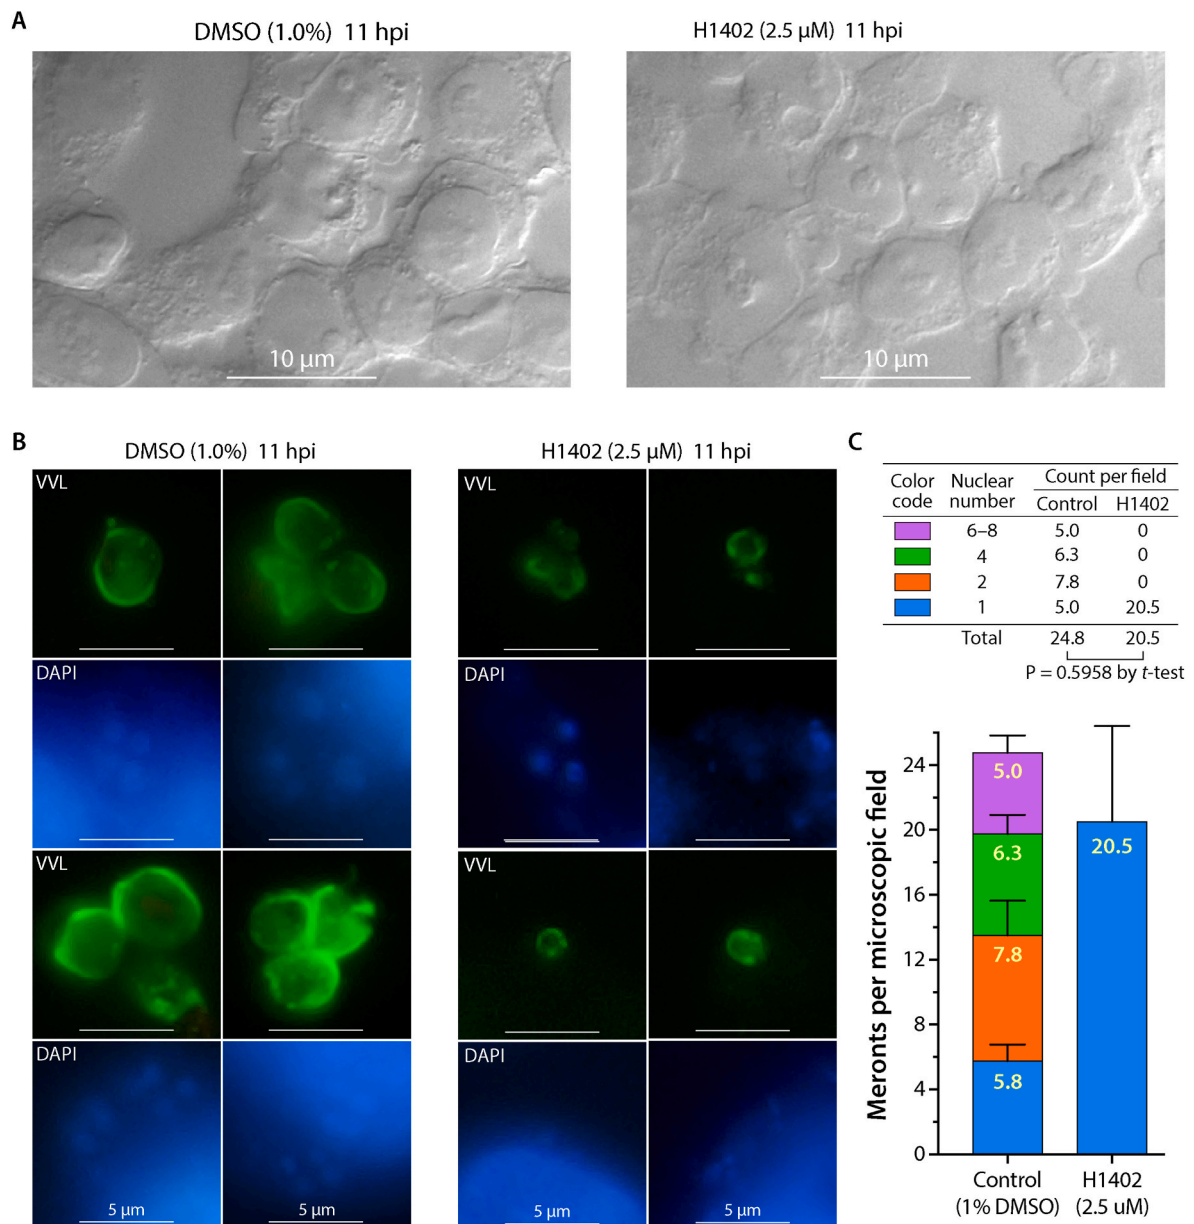 A
DMSO (1.0%) 11 hpi
H1402 (2.5 µM) 11 hpi
10 µm
10 µm
B
DMSO (1.0%) 11 hpi
H1402 (2.5 µM) 11 hpi
VVL
VVL
DAPI
DAPI
VVL
VVL
DAPI
DAPI
5 µm
5 µm
5 µm
5 µm
C
Color code
Nuclear number
Count per field
Control
H1402
6–8 5.0 0
4 6.3 0
2 7.8 0
1 5.0 20.5
Total 24.8 20.5
P = 0.5958 by t-test
Meronts per microscopic field
24
20
16
12
8
4
0
5.0
6.3
7.8
5.8
20.5
Control
(1% DMSO)
H1402
(2.5 uM)